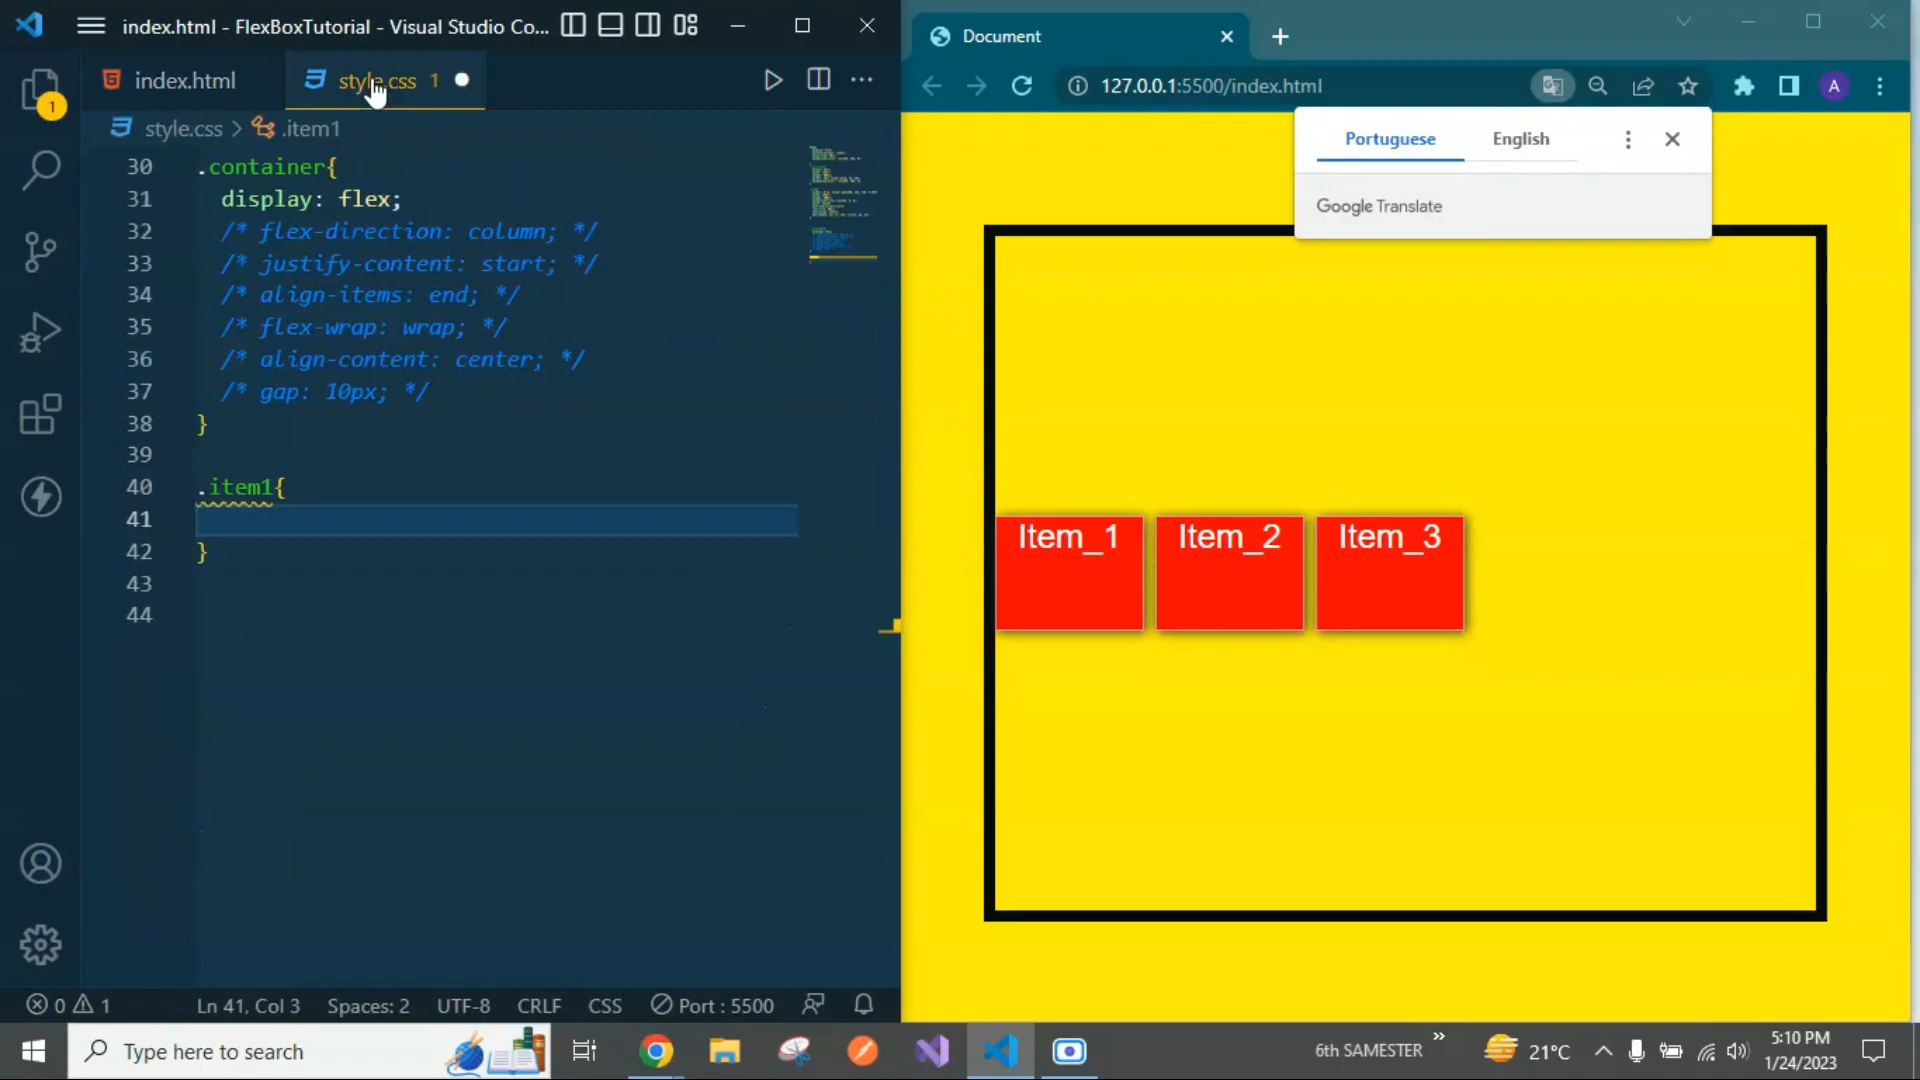 index.html - FlexBoxTutorial - Visual Studio Co...
index.html
style.css 1
style.css > .item1
30 .container{
31 display: flex;
32 /* flex-direction: column; */
33 /* justify-content: start; */
34 /* align-items: end; */
35 /* flex-wrap: wrap; */
36 /* align-content: center; */
37 /* gap: 10px; */
38 }
39
40 .item1{
41
42 }
43
44
1
0 1
Ln 41, Col 3
Spaces: 2
UTF-8
CRLF
CSS
Port : 5500
Document
127.0.0.1:5500/index.html
A
Portuguese
English
Google Translate
Item_1
Item_2
Item_3
Type here to search
6th SAMESTER
21°C
5:10 PM
1/24/2023